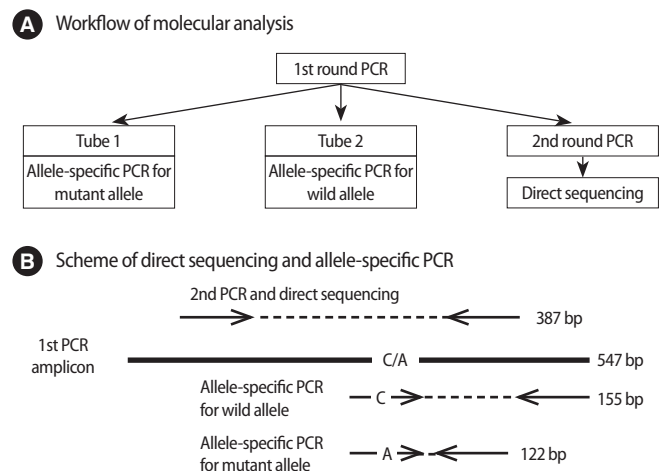 A Workflow of molecular analysis
1st round PCR
Tube 1
Allele-specific PCR for
mutant allele
Tube 2
Allele-specific PCR for
wild allele
2nd round PCR
Direct sequencing
B Scheme of direct sequencing and allele-specific PCR
2nd PCR and direct sequencing
387 bp
1st PCR
amplicon
C/A
547 bp
Allele-specific PCR
for wild allele
C
155 bp
Allele-specific PCR
for mutant allele
A
122 bp